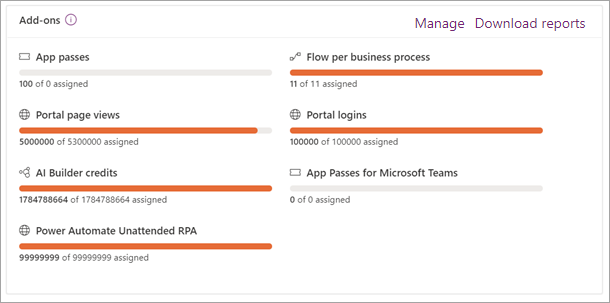 Add-ons
Manage Download reports
App passes
100 of 0 assigned
Flow per business process
11 of 11 assigned
Portal page views
5000000 of 5300000 assigned
Portal logins
100000 of 100000 assigned
AI Builder credits
1784788664 of 1784788664 assigned
App Passes for Microsoft Teams
0 of 0 assigned
Power Automate Unattended RPA
99999999 of 99999999 assigned